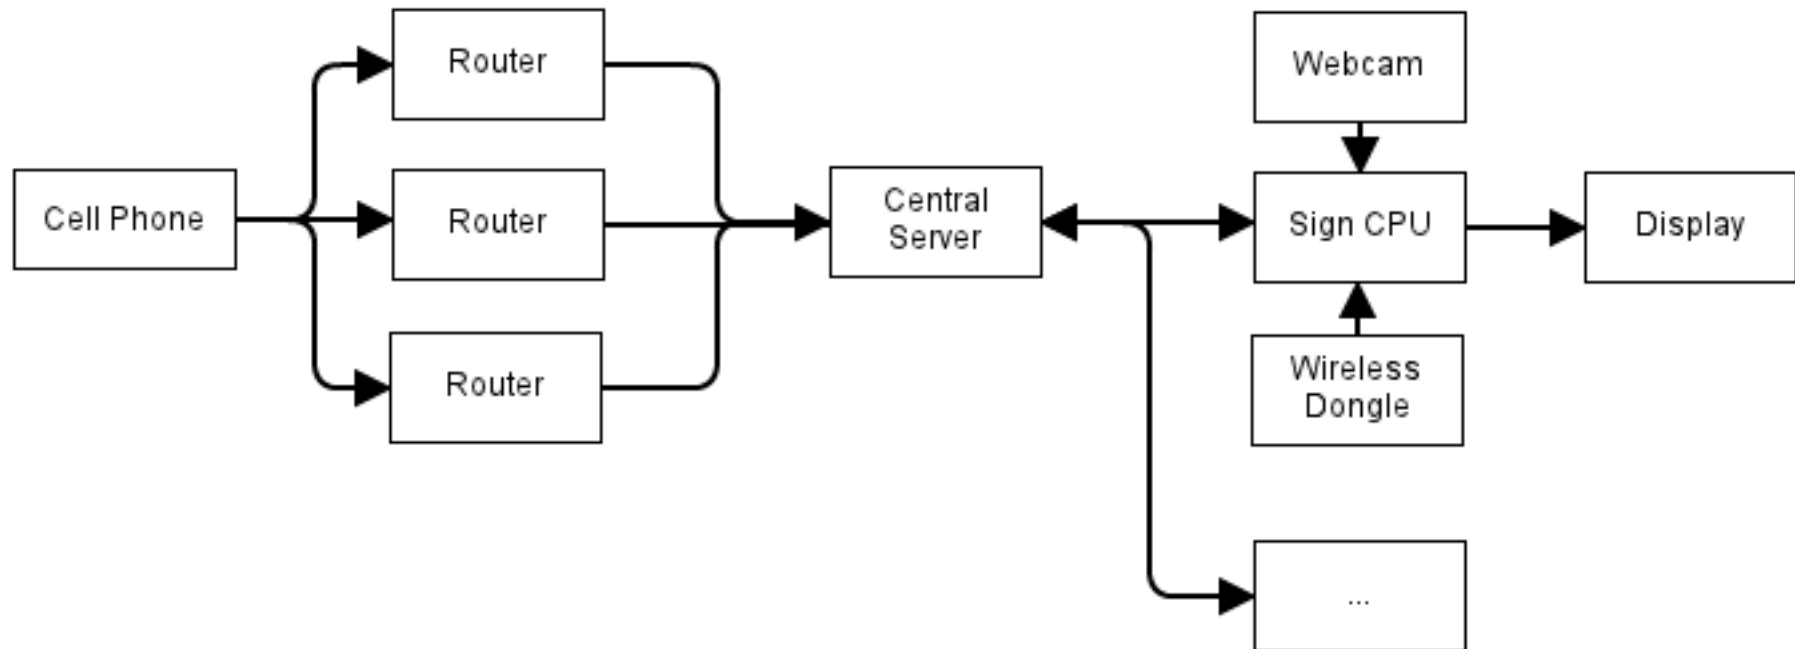 Cell Phone
Router
Router
Router
Central
Server
Webcam
Sign CPU
Wireless
Dongle
...
Display